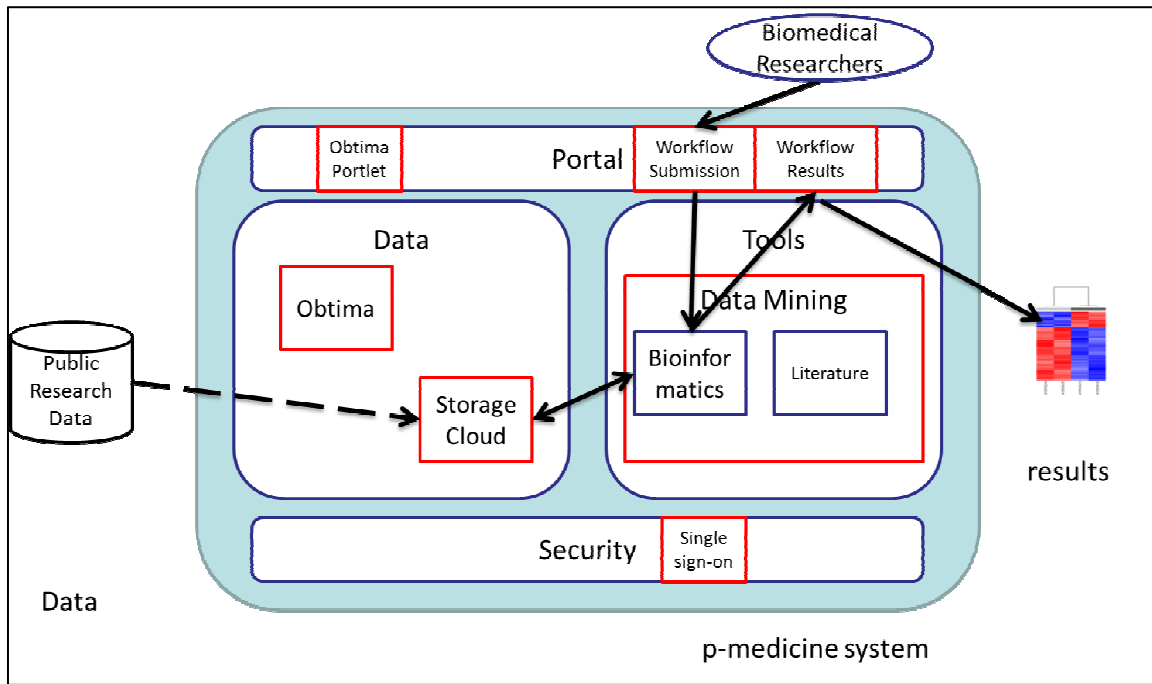 Biomedical
Researchers
Obtima
Portlet
Portal
Workflow
Submission
Workflow
Results
Data
Tools
Obtima
Data Mining
Public
Research
Data
Bioinfor
matics
Literature
Storage
Cloud
results
Security
Single
sign-on
Data
p-medicine system